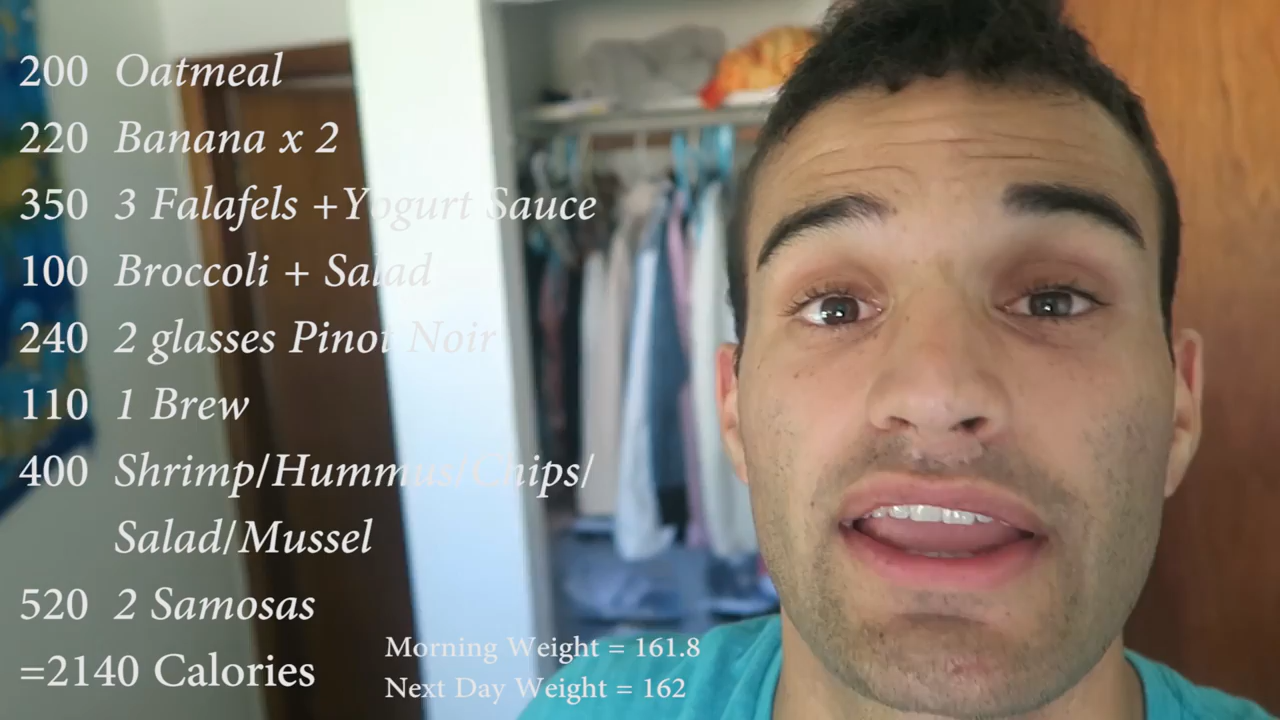 200 Oatmeal
220 Banana x 2
350 3 Falafels +Yogurt Sauce
100 Broccoli + Salad
240 2 glasses Pinot Noir
110 1 Brew
400 Shrimp/Hummus/Chips/
Salad/Mussel
520 2 Samosas
=2140 Calories
Morning Weight = 161.8
Next Day Weight = 162